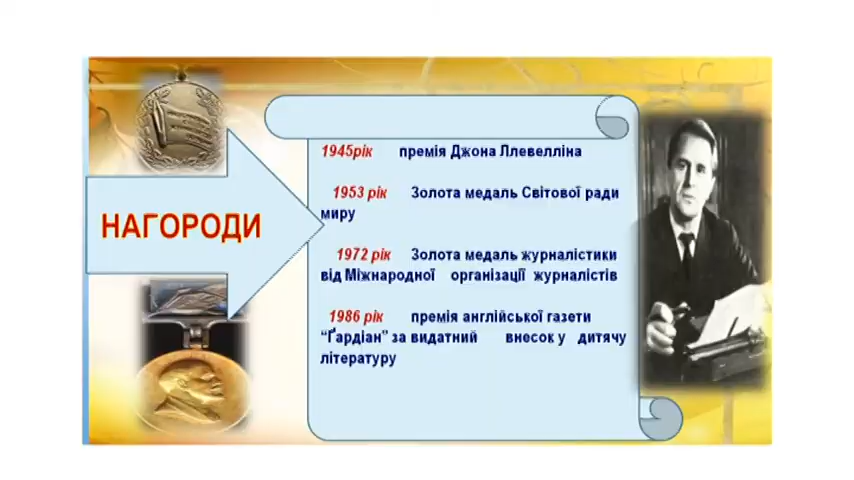 НАГОРОДИ
1945рік премія Джона Ллевелліна
1953 рік Золота медаль Світової ради
миру
1972 рік Золота медаль журналістики
від Міжнародної організації журналістів
1986 рік премія англійської газети
“Ґардіан” за видатний внесок у дитячу
літературу